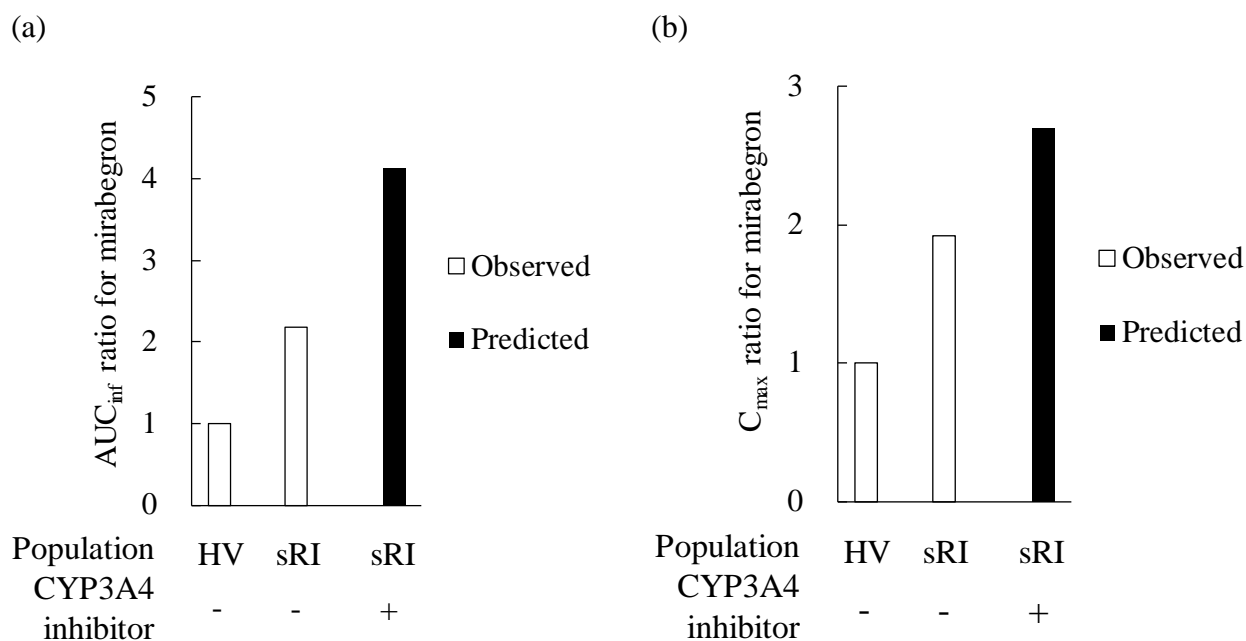 (a)
AUCinf ratio for mirabegron
5
4
3
2
1
0
Observed
Predicted
Population HV sRI sRI
CYP3A4
inhibitor - - +
(b)
Cmax ratio for mirabegron
3
2
1
0
Observed
Predicted
Population HV sRI sRI
CYP3A4
inhibitor - - +